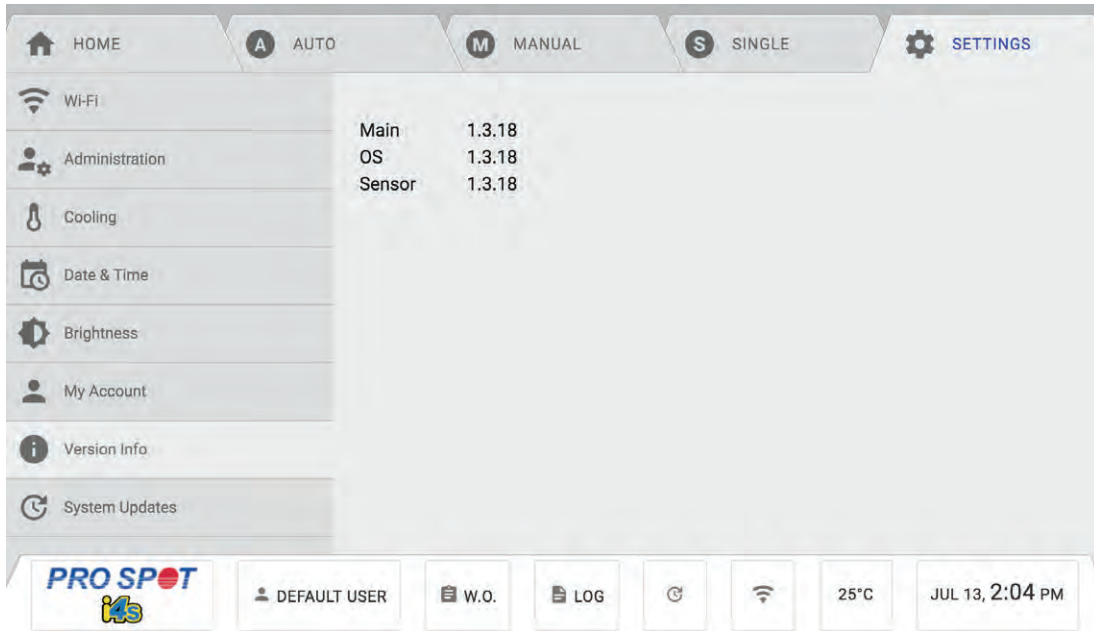 HOME
A AUTO
M MANUAL
S SINGLE
SETTINGS
Wi-Fi
Administration
Cooling
Date & Time
Brightness
My Account
Version Info
System Updates
Main 1.3.18
OS 1.3.18
Sensor 1.3.18
PRO SPOT
i4s
DEFAULT USER
W.O.
LOG
25°C
JUL 13, 2:04 PM